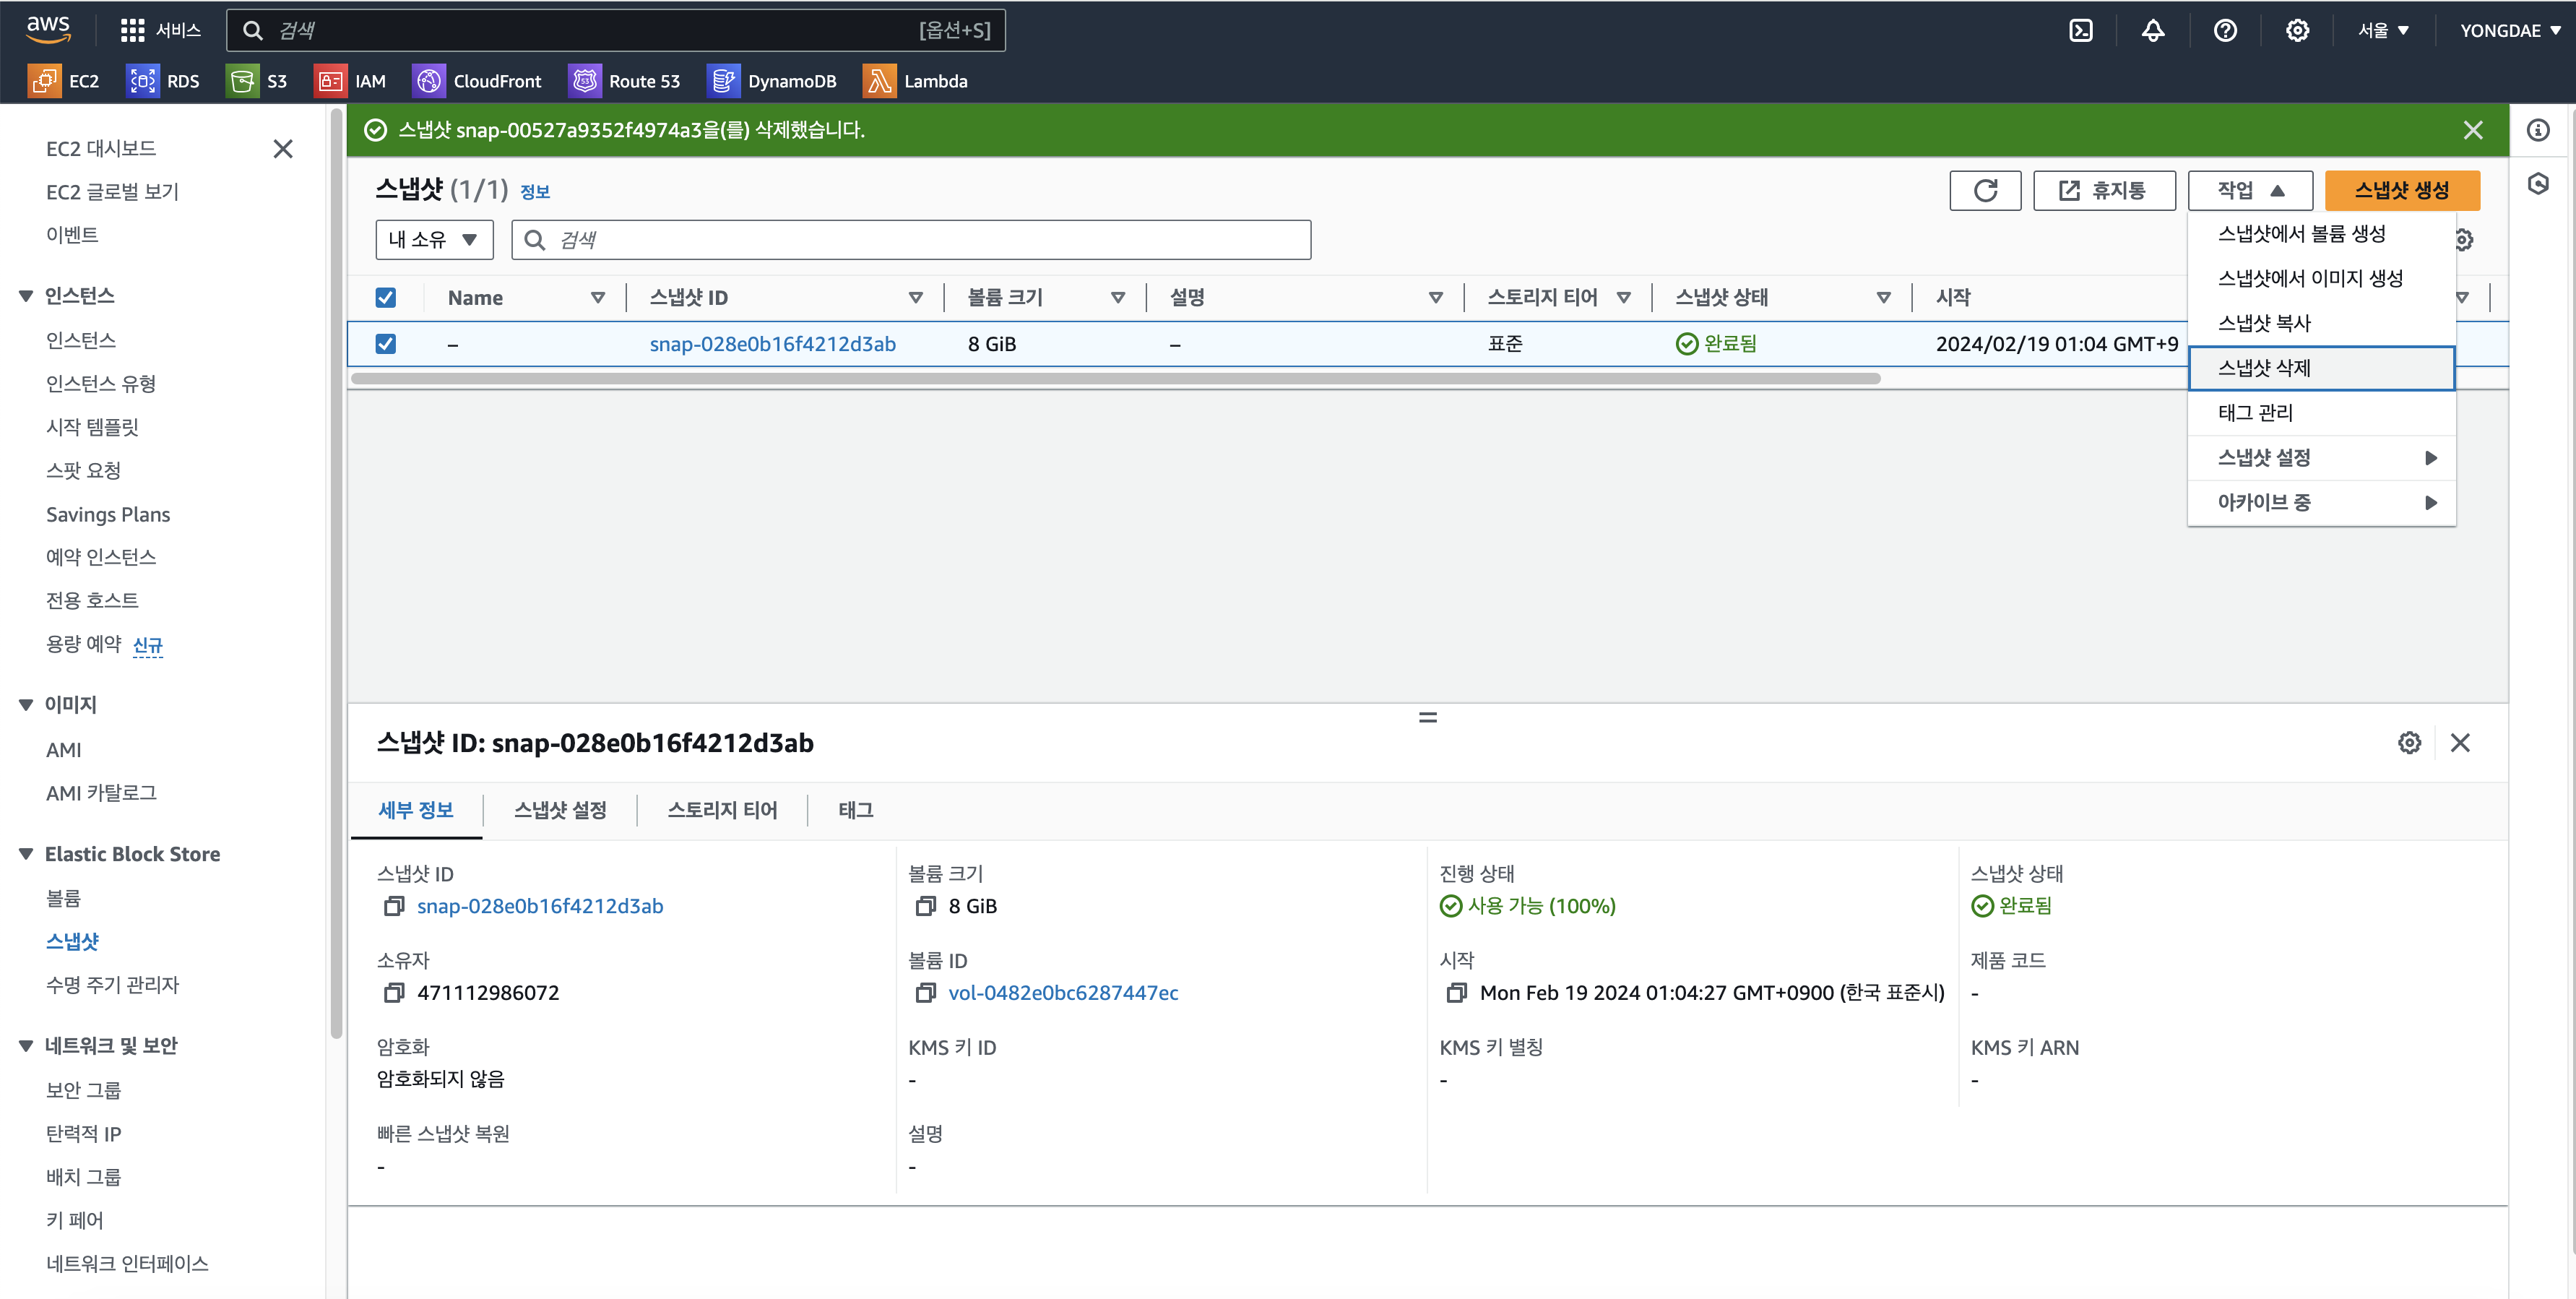 aws
서비스
검색
[옵션+S]
서울
YONGDAE
EC2
RDS
S3
IAM
CloudFront
Route 53
DynamoDB
Lambda
EC2 대시보드
EC2 글로벌 보기
이벤트
인스턴스
인스턴스
인스턴스 유형
시작 템플릿
스팟 요청
Savings Plans
예약 인스턴스
전용 호스트
용량 예약 신규
이미지
AMI
AMI 카탈로그
Elastic Block Store
볼륨
스냅샷
수명 주기 관리자
네트워크 및 보안
보안 그룹
탄력적 IP
배치 그룹
키 페어
네트워크 인터페이스
스냅샷 snap-00527a9352f4974a3을(를) 삭제했습니다.
스냅샷 (1/1) 정보
휴지통
작업
스냅샷 생성
내 소유
검색
스냅샷에서 볼륨 생성
스냅샷에서 이미지 생성
스냅샷 복사
스냅샷 삭제
태그 관리
스냅샷 설정
아카이브 중
Name
스냅샷 ID
볼륨 크기
설명
스토리지 티어
스냅샷 상태
시작
–
snap-028e0b16f4212d3ab
8 GiB
–
표준
완료됨
2024/02/19 01:04 GMT+9
스냅샷 ID: snap-028e0b16f4212d3ab
세부 정보
스냅샷 설정
스토리지 티어
태그
스냅샷 ID
snap-028e0b16f4212d3ab
볼륨 크기
8 GiB
진행 상태
사용 가능 (100%)
스냅샷 상태
완료됨
소유자
471112986072
볼륨 ID
vol-0482e0bc6287447ec
시작
Mon Feb 19 2024 01:04:27 GMT+0900 (한국 표준시)
제품 코드
-
암호화
암호화되지 않음
KMS 키 ID
-
KMS 키 별칭
-
KMS 키 ARN
-
빠른 스냅샷 복원
-
설명
-